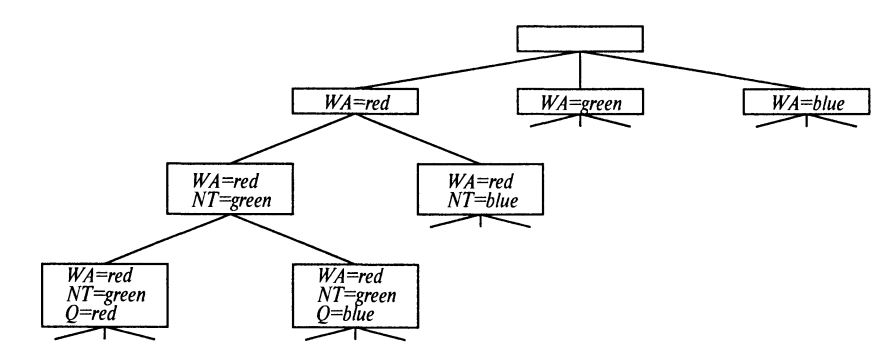 WA=red
WA=green
WA=blue
WA=red
NT=green
WA=red
NT=blue
WA=red
NT=green
Q=red
WA=red
NT=green
Q=blue